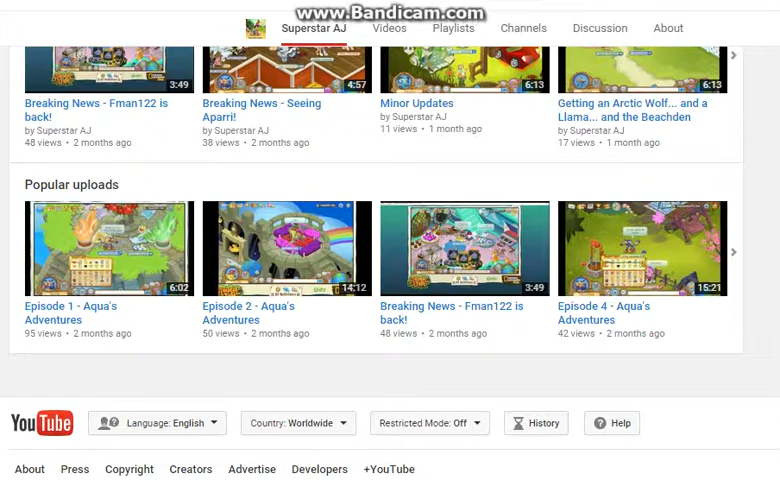 www.Bandicam.com
Superstar AJ Videos Playlists Channels Discussion About
3:49 4:57 6:13 6:13
Breaking News - Fman122 is back!
by Superstar AJ
48 views • 2 months ago
Breaking News - Seeing Aparri!
by Superstar AJ
38 views • 2 months ago
Minor Updates
by Superstar AJ
11 views • 1 month ago
Getting an Arctic Wolf... and a Llama... and the Beachden
by Superstar AJ
17 views • 1 month ago
Popular uploads
6:02 14:12 3:49 15:21
Episode 1 - Aqua's Adventures
95 views • 2 months ago
Episode 2 - Aqua's Adventures
50 views • 2 months ago
Breaking News - Fman122 is back!
48 views • 2 months ago
Episode 4 - Aqua's Adventures
42 views • 2 months ago
YouTube Language: English Country: Worldwide Restricted Mode: Off History Help
About Press Copyright Creators Advertise Developers +YouTube